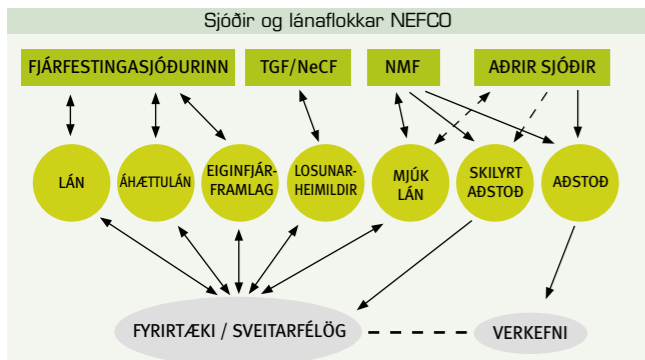 Sjóðir og lánaflokkar NEFCO
FJÁRFESTINGASJÓÐURINN
TGF/NeCF
NMF
AÐRIR SJÓÐIR
LÁN
ÁHÆTTULÁN
EIGINFJÁR-
FRAMLAG
LOSUNAR-
HEIMILDIR
MJÚK
LÁN
SKILYRT
AÐSTOÐ
AÐSTOÐ
FYRIRTÆKI / SVEITARFÉLÖG
VERKEFNI